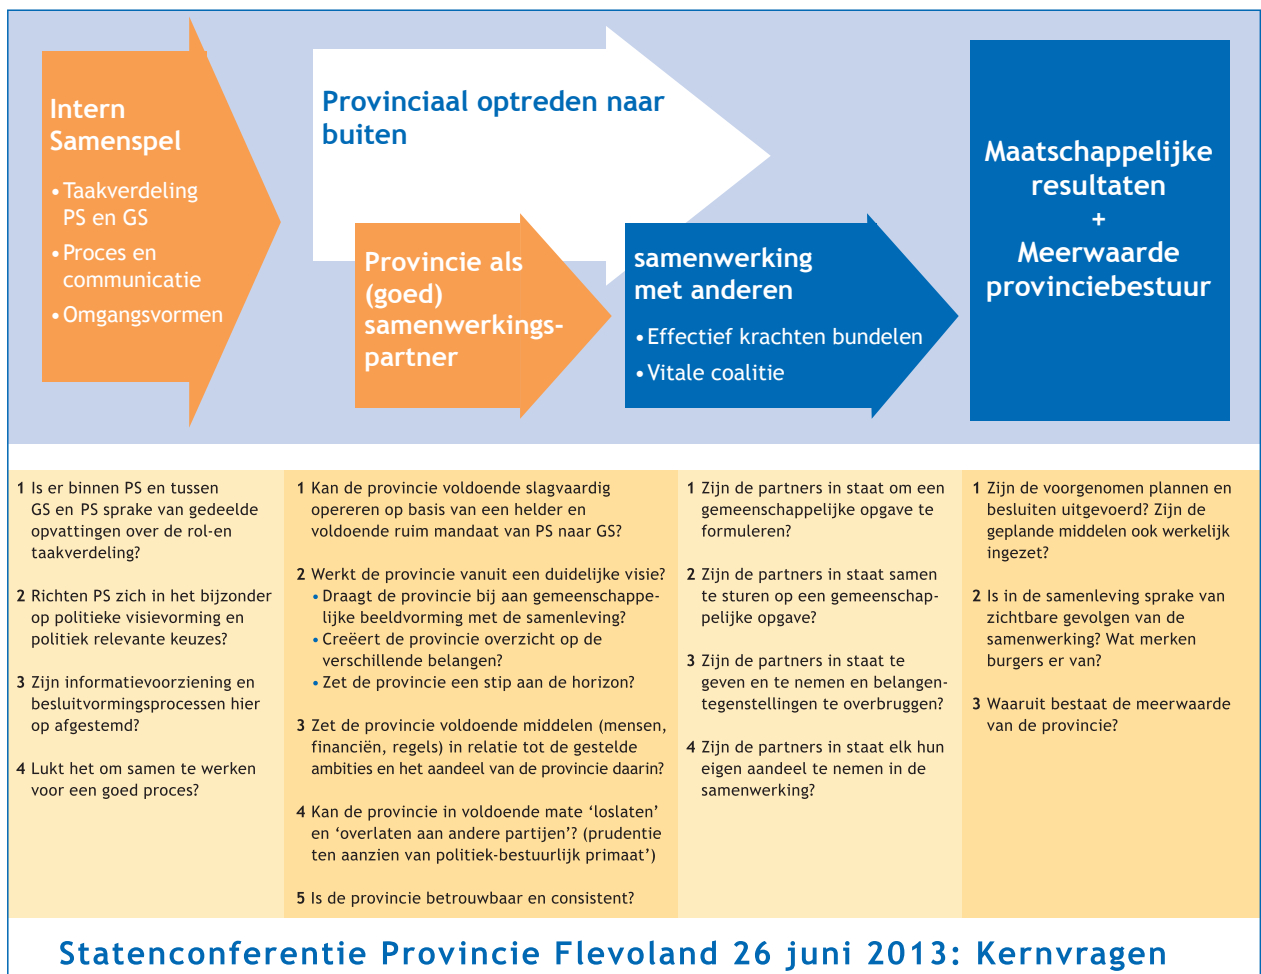 Intern
Samenspel
• Taakverdeling
PS en GS
• Proces en
communicatie
• Omgangsvormen
Provinciaal optreden naar
buiten
Provincie als
(goed)
samenwerkings-
partner
samenwerking
met anderen
• Effectief krachten bundelen
• Vitale coalitie
Maatschappelijke
resultaten
+
Meerwaarde
provinciebestuur
1 Is er binnen PS en tussen
GS en PS sprake van gedeelde
opvattingen over de rol-en
taakverdeling?
2 Richten PS zich in het bijzonder
op politieke visievorming en
politiek relevante keuzes?
3 Zijn informatievoorziening en
besluitvormingsprocessen hier
op afgestemd?
4 Lukt het om samen te werken
voor een goed proces?
1 Kan de provincie voldoende slagvaardig
opereren op basis van een helder en
voldoende ruim mandaat van PS naar GS?
2 Werkt de provincie vanuit een duidelijke visie?
• Draagt de provincie bij aan gemeenschappe-
lijke beeldvorming met de samenleving?
• Creëert de provincie overzicht op de
verschillende belangen?
• Zet de provincie een stip aan de horizon?
3 Zet de provincie voldoende middelen (mensen,
financiën, regels) in relatie tot de gestelde
ambities en het aandeel van de provincie daarin?
4 Kan de provincie in voldoende mate ‘loslaten’
en ‘overlaten aan andere partijen’? (prudentie
ten aanzien van politiek-bestuurlijk primaat’)
5 Is de provincie betrouwbaar en consistent?
1 Zijn de partners in staat om een
gemeenschappelijke opgave te
formuleren?
2 Zijn de partners in staat samen
te sturen op een gemeenschap-
pelijke opgave?
3 Zijn de partners in staat te
geven en te nemen en belangen-
tegenstellingen te overbruggen?
4 Zijn de partners in staat elk hun
eigen aandeel te nemen in de
samenwerking?
1 Zijn de voorgenomen plannen en
besluiten uitgevoerd? Zijn de
geplande middelen ook werkelijk
ingezet?
2 Is in de samenleving sprake van
zichtbare gevolgen van de
samenwerking? Wat merken
burgers er van?
3 Waaruit bestaat de meerwaarde
van de provincie?
Statenconferentie Provincie Flevoland 26 juni 2013: Kernvragen